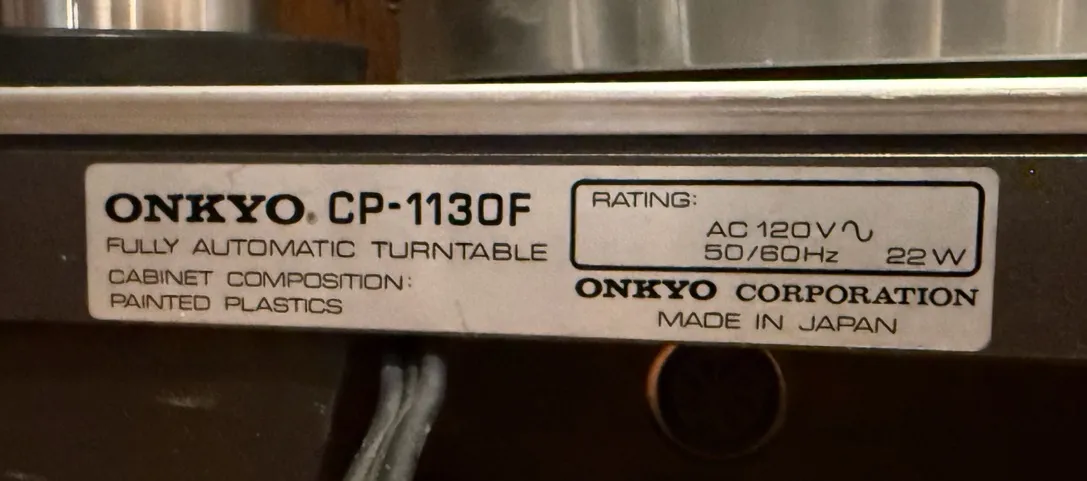 ONKYO® CP-1130F
FULLY AUTOMATIC TURNTABLE
CABINET COMPOSITION:
PAINTED PLASTICS
RATING:
AC 120V∿
50/60Hz 22W
ONKYO CORPORATION
MADE IN JAPAN